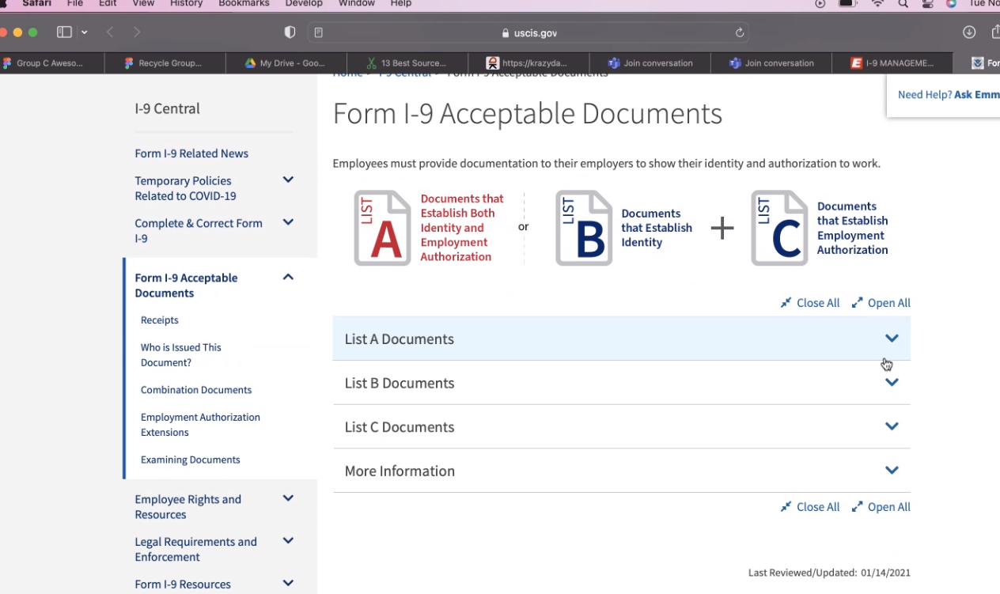 Safari File Edit View History Bookmarks Develop Window Help Tue No
uscis.gov
Group C Aweso... Recycle Group... My Drive - Goo... 13 Best Source... https://krazyda... Join conversation Join conversation I-9 MANAGEME... For
Home > I-9 Central > Form I-9 Acceptable Documents
Need Help? Ask Emm
I-9 Central
Form I-9 Related News
Temporary Policies
Related to COVID-19
Complete & Correct Form
I-9
Form I-9 Acceptable
Documents
Receipts
Who is Issued This
Document?
Combination Documents
Employment Authorization
Extensions
Examining Documents
Employee Rights and
Resources
Legal Requirements and
Enforcement
Form I-9 Resources
Form I-9 Acceptable Documents
Employees must provide documentation to their employers to show their identity and authorization to work.
LIST
A
Documents that
Establish Both
Identity and
Employment
Authorization
or
LIST
B
Documents
that Establish
Identity
+
LIST
C
Documents
that Establish
Employment
Authorization
Close All Open All
List A Documents
List B Documents
List C Documents
More Information
Close All Open All
Last Reviewed/Updated: 01/14/2021